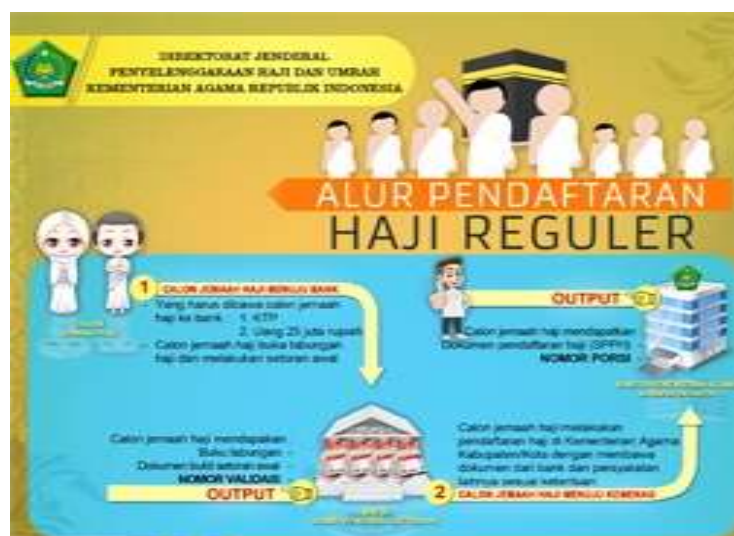 DIREKTORAT JENDERAL
PENYELENGGARAAN HAJI DAN UMRAH
KEMENTERIAN AGAMA REPUBLIK INDONESIA
ALUR PENDAFTARAN
HAJI REGULER
1 CALON JEMAAH HAJI MENUJU BANK
- Yang harus dibawa calon jemaah
haji ke bank 1. KTP
2. Uang 25 juta rupiah
- Calon jemaah haji buka tabungan
haji dan melakukan setoran awal
Calon jemaah haji mendapatkan
Buku tabungan -
Dokumen bukti setoran awal
NOMOR VALIDASI
OUTPUT
2 CALON JEMAAH HAJI MENUJU KEMENAG
Calon jemaah haji melakukan
pendaftaran haji di Kementerian Agama
Kabupaten/Kota dengan membawa
dokumen dari bank dan persyaratan
lainnya sesuai ketentuan
OUTPUT
Calon jemaah haji mendapatkan
Dokumen pendaftaran haji (SPPH)
NOMOR PORSI